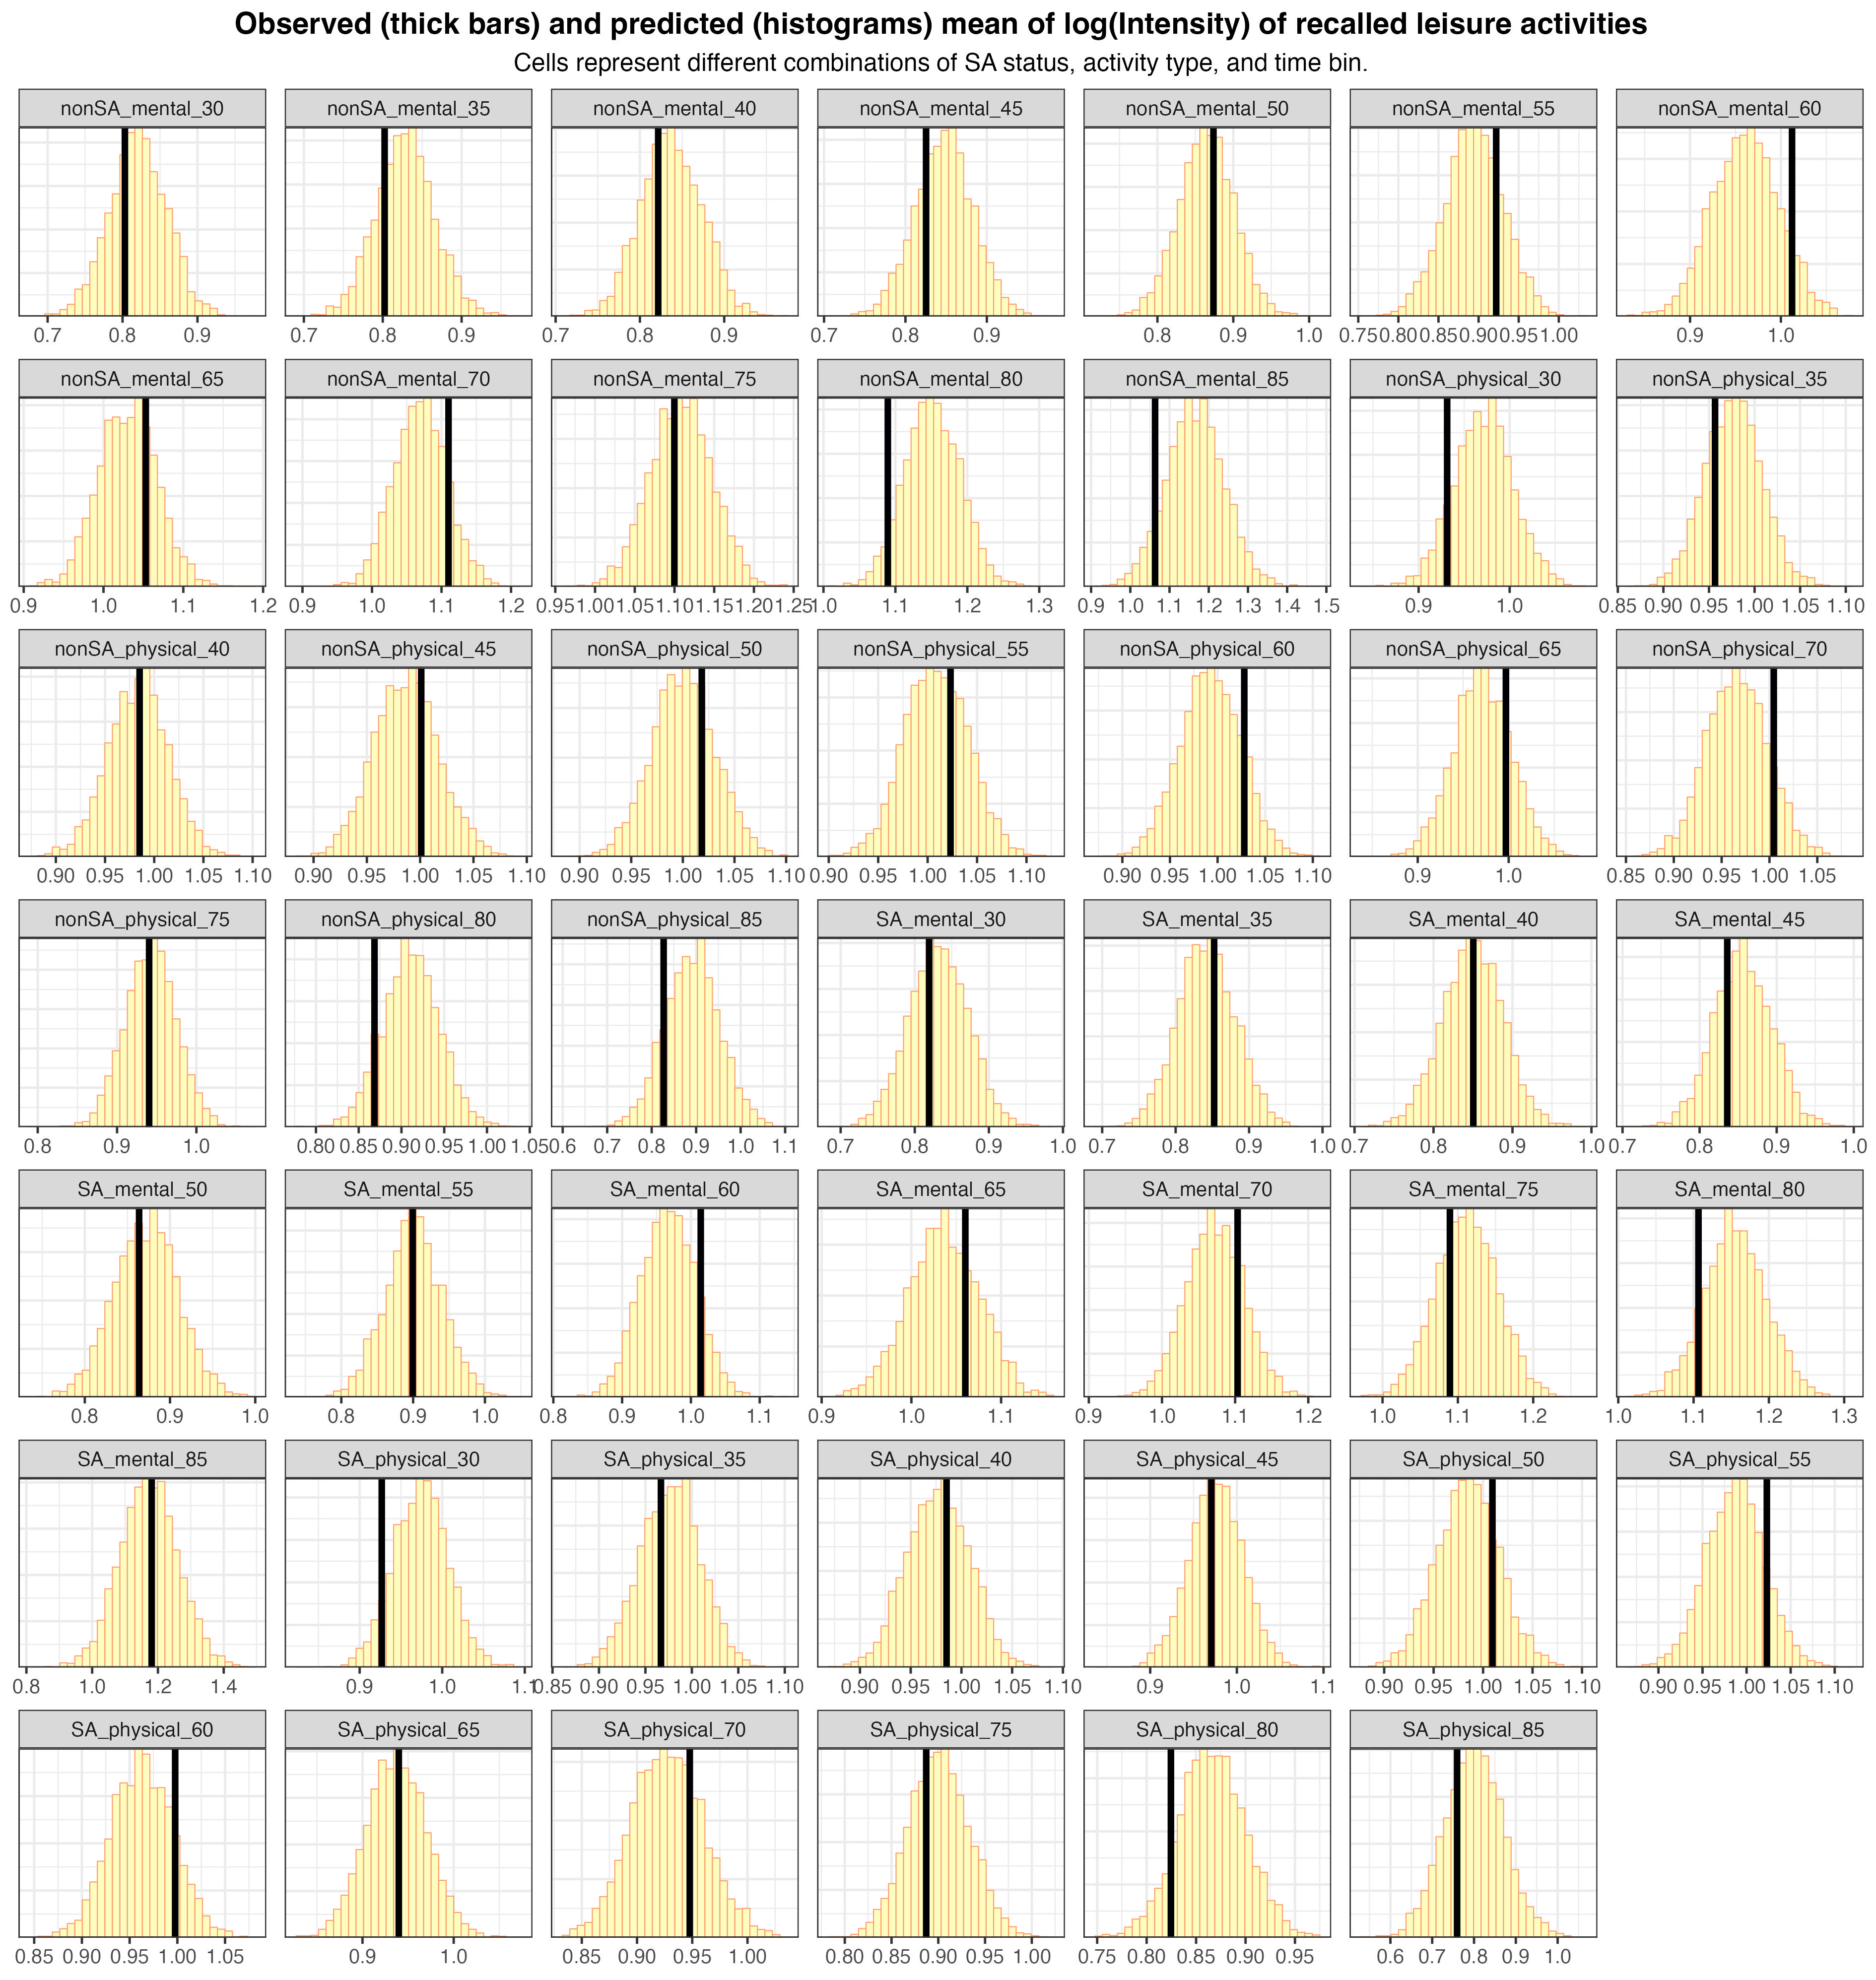 Observed (thick bars) and predicted (histograms) mean of log(Intensity) of recalled leisure activities
Cells represent different combinations of SA status, activity type, and time bin.
nonSA_mental_30 nonSA_mental_35 nonSA_mental_40 nonSA_mental_45 nonSA_mental_50 nonSA_mental_55 nonSA_mental_60
0.7 0.8 0.9 0.7 0.8 0.9 0.7 0.8 0.9 0.7 0.8 0.9 0.8 0.9 1.0 0.75 0.80 0.85 0.90 0.95 1.00 0.9 1.0
nonSA_mental_65 nonSA_mental_70 nonSA_mental_75 nonSA_mental_80 nonSA_mental_85 nonSA_physical_30 nonSA_physical_35
0.9 1.0 1.1 1.2 0.9 1.0 1.1 1.2 0.95 1.00 1.05 1.10 1.15 1.20 1.25 1.0 1.1 1.2 1.3 0.9 1.0 1.1 1.2 1.3 1.4 1.5 0.9 1.0 0.85 0.90 0.95 1.00 1.05 1.10
nonSA_physical_40 nonSA_physical_45 nonSA_physical_50 nonSA_physical_55 nonSA_physical_60 nonSA_physical_65 nonSA_physical_70
0.90 0.95 1.00 1.05 1.10 0.90 0.95 1.00 1.05 1.10 0.90 0.95 1.00 1.05 1.10 0.90 0.95 1.00 1.05 1.10 0.90 0.95 1.00 1.05 1.10 0.9 1.0 0.85 0.90 0.95 1.00 1.05
nonSA_physical_75 nonSA_physical_80 nonSA_physical_85 SA_mental_30 SA_mental_35 SA_mental_40 SA_mental_45
0.8 0.9 1.0 0.80 0.85 0.90 0.95 1.00 1.05 0.6 0.7 0.8 0.9 1.0 1.1 0.7 0.8 0.9 1.0 0.7 0.8 0.9 1.0 0.7 0.8 0.9 1.0 0.7 0.8 0.9 1.0
SA_mental_50 SA_mental_55 SA_mental_60 SA_mental_65 SA_mental_70 SA_mental_75 SA_mental_80
0.8 0.9 1.0 0.8 0.9 1.0 0.8 0.9 1.0 1.1 0.9 1.0 1.1 0.9 1.0 1.1 1.2 1.0 1.1 1.2 1.0 1.1 1.2 1.3
SA_mental_85 SA_physical_30 SA_physical_35 SA_physical_40 SA_physical_45 SA_physical_50 SA_physical_55
0.8 1.0 1.2 1.4 0.9 1.0 1.1 0.85 0.90 0.95 1.00 1.05 1.10 0.90 0.95 1.00 1.05 1.10 0.9 1.0 1.1 0.90 0.95 1.00 1.05 1.10 0.90 0.95 1.00 1.05 1.10
SA_physical_60 SA_physical_65 SA_physical_70 SA_physical_75 SA_physical_80 SA_physical_85
0.85 0.90 0.95 1.00 1.05 0.9 1.0 0.85 0.90 0.95 1.00 0.80 0.85 0.90 0.95 1.00 0.75 0.80 0.85 0.90 0.95 0.6 0.7 0.8 0.9 1.0